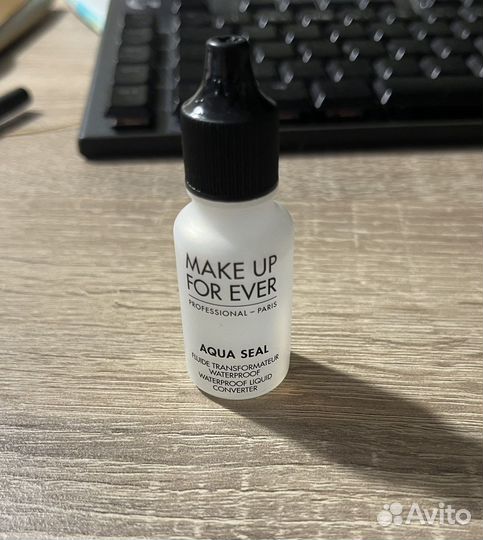 MAKE UP
FOR EVER
PROFESSIONAL – PARIS
AQUA SEAL
FLUIDE TRANSFORMATEUR
WATERPROOF
WATERPROOF LIQUID
CONVERTER
Avito